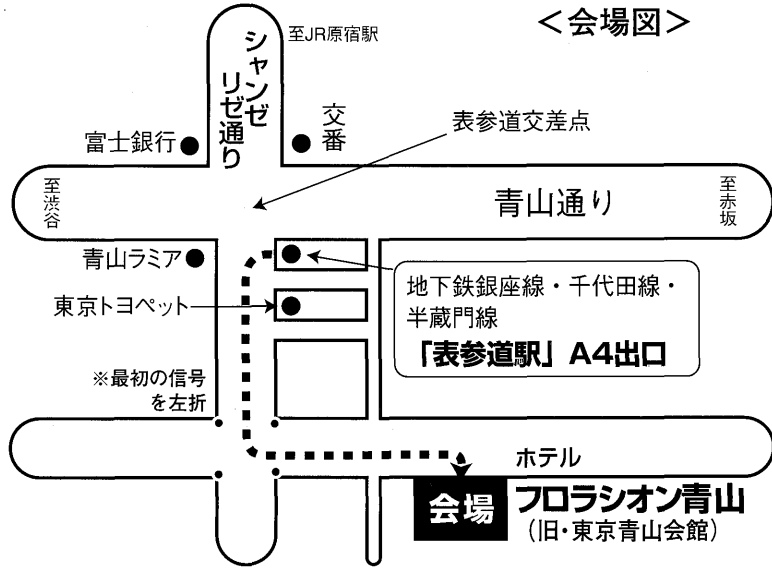 ＜会場図＞
至JR原宿駅
シャンゼ
リゼ通り
交番
富士銀行
表参道交差点
至渋谷
青山通り
至赤坂
青山ラミア
東京トヨペット
地下鉄銀座線・千代田線・
半蔵門線
「表参道駅」A4出口
※最初の信号
を左折
ホテル
会場
フロラシオン青山
（旧・東京青山会館）